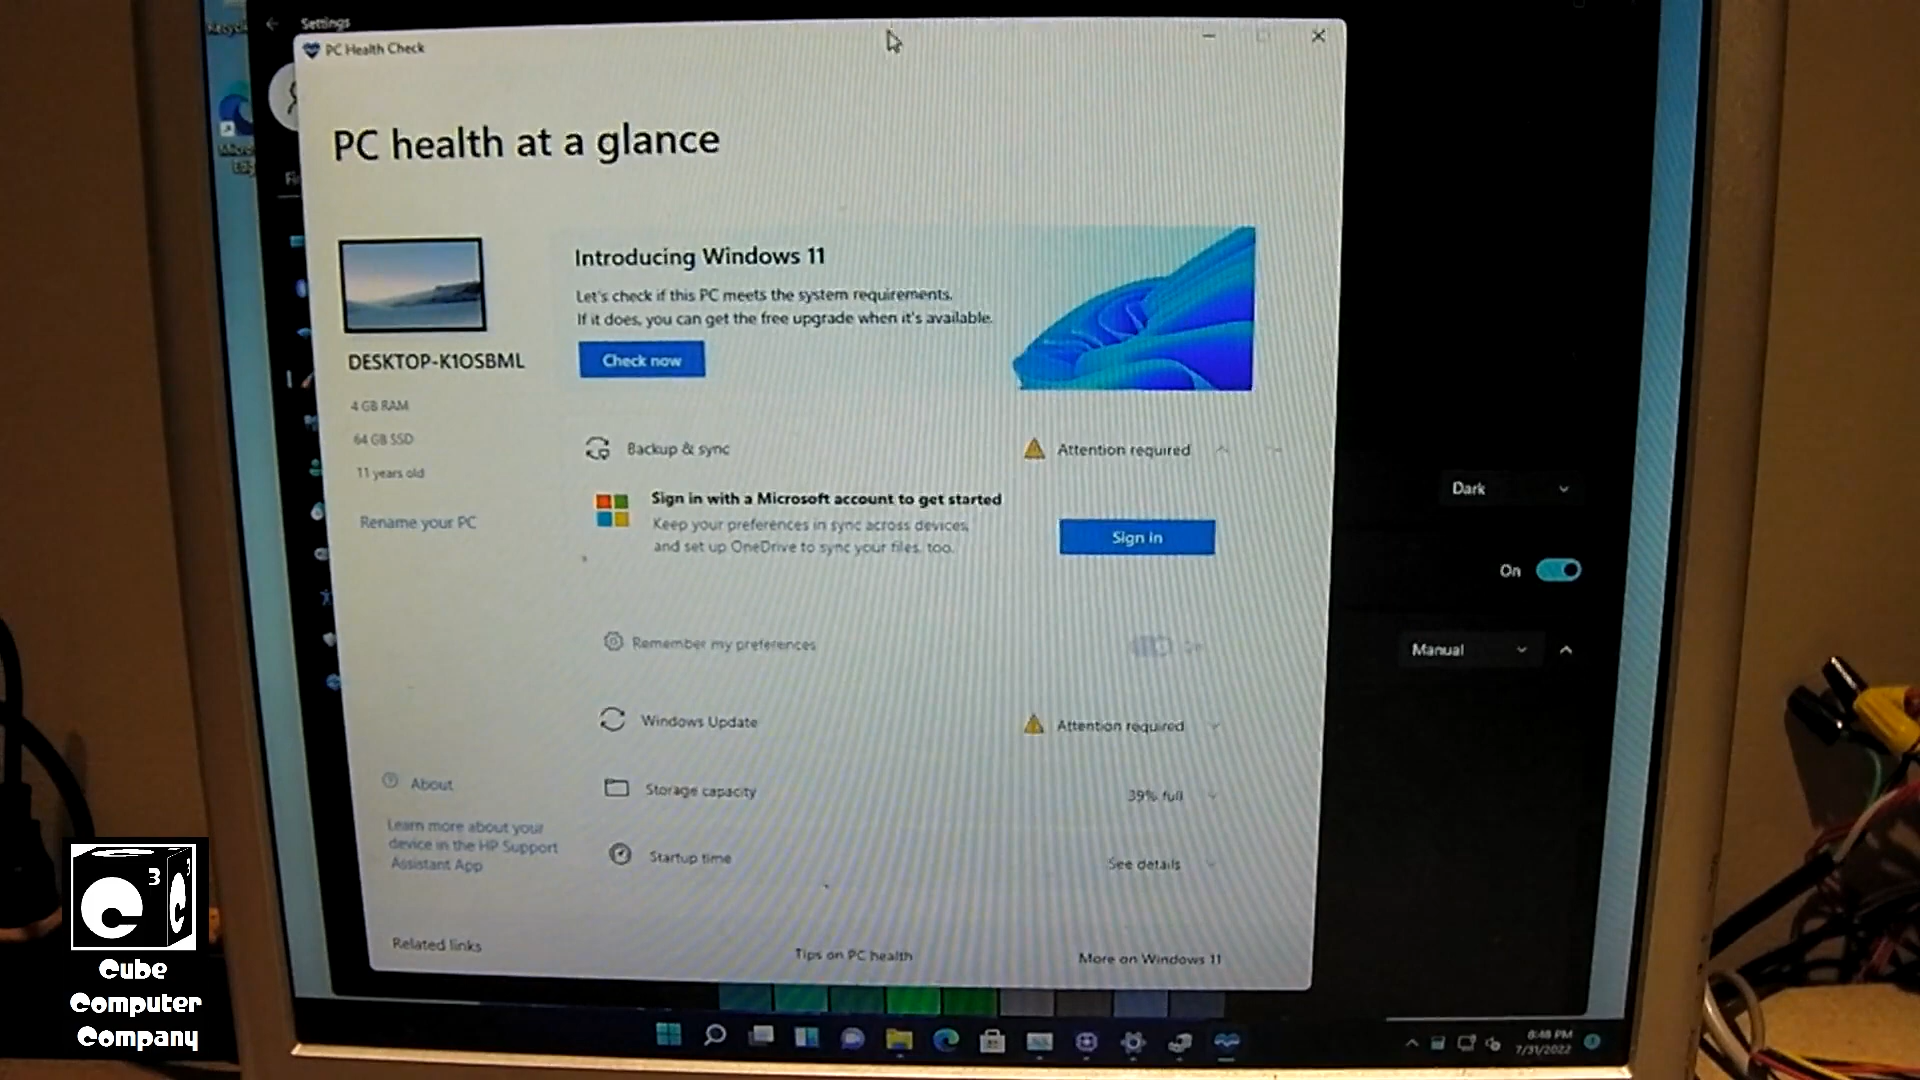 Settings
PC Health Check
PC health at a glance
Introducing Windows 11
Let's check if this PC meets the system requirements.
If it does, you can get the free upgrade when it's available.
Check now
DESKTOP-K1OSBML
4 GB RAM
64 GB SSD
11 years old
Rename your PC
Backup & sync
Attention required
Sign in with a Microsoft account to get started
Keep your preferences in sync across devices,
and set up OneDrive to sync your files, too.
Sign in
Remember my preferences
Windows Update
Attention required
Storage capacity
39% full
Startup time
See details
About
Learn more about your
device in the HP Support
Assistant App
Related links
Tips on PC health
More on Windows 11
Dark
On
Manual
8:48 PM
7/31/2022
C 3
C 3
Cube
Computer
Company